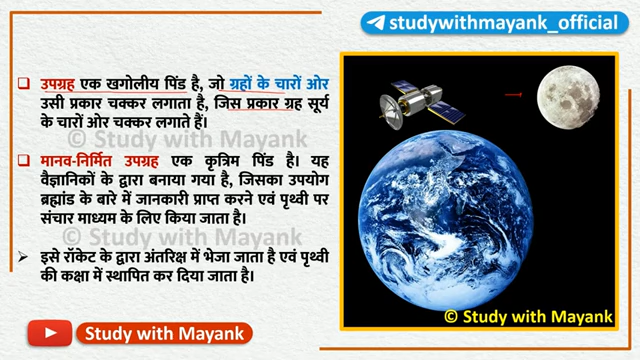 studywithmayank_official
उपग्रह एक खगोलीय पिंड है, जो ग्रहों के चारों ओर
उसी प्रकार चक्कर लगाता है, जिस प्रकार ग्रह सूर्य
के चारों ओर चक्कर लगाते हैं।
© Study with Mayank
मानव-निर्मित उपग्रह एक कृत्रिम पिंड है। यह
वैज्ञानिकों के द्वारा बनाया गया है, जिसका उपयोग
ब्रह्मांड के बारे में जानकारी प्राप्त करने एवं पृथ्वी पर
संचार माध्यम के लिए किया जाता है।
© Study with Mayank
इसे रॉकेट के द्वारा अंतरिक्ष में भेजा जाता है एवं पृथ्वी
की कक्षा में स्थापित कर दिया जाता है।
© Study with Mayank
Study with Mayank